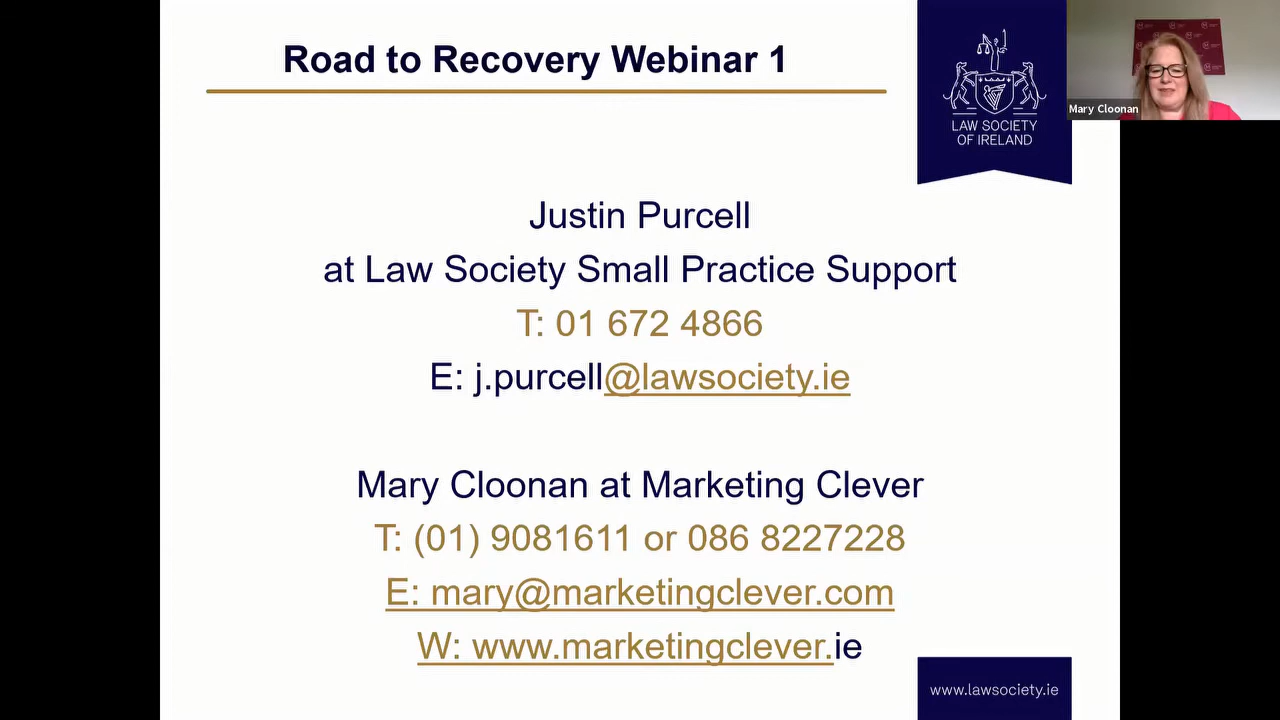 Road to Recovery Webinar 1
LAW SOCIETY
OF IRELAND
Mary Cloonan
Justin Purcell
at Law Society Small Practice Support
T: 01 672 4866
E: j.purcell@lawsociety.ie
Mary Cloonan at Marketing Clever
T: (01) 9081611 or 086 8227228
E: mary@marketingclever.com
W: www.marketingclever.ie
www.lawsociety.ie